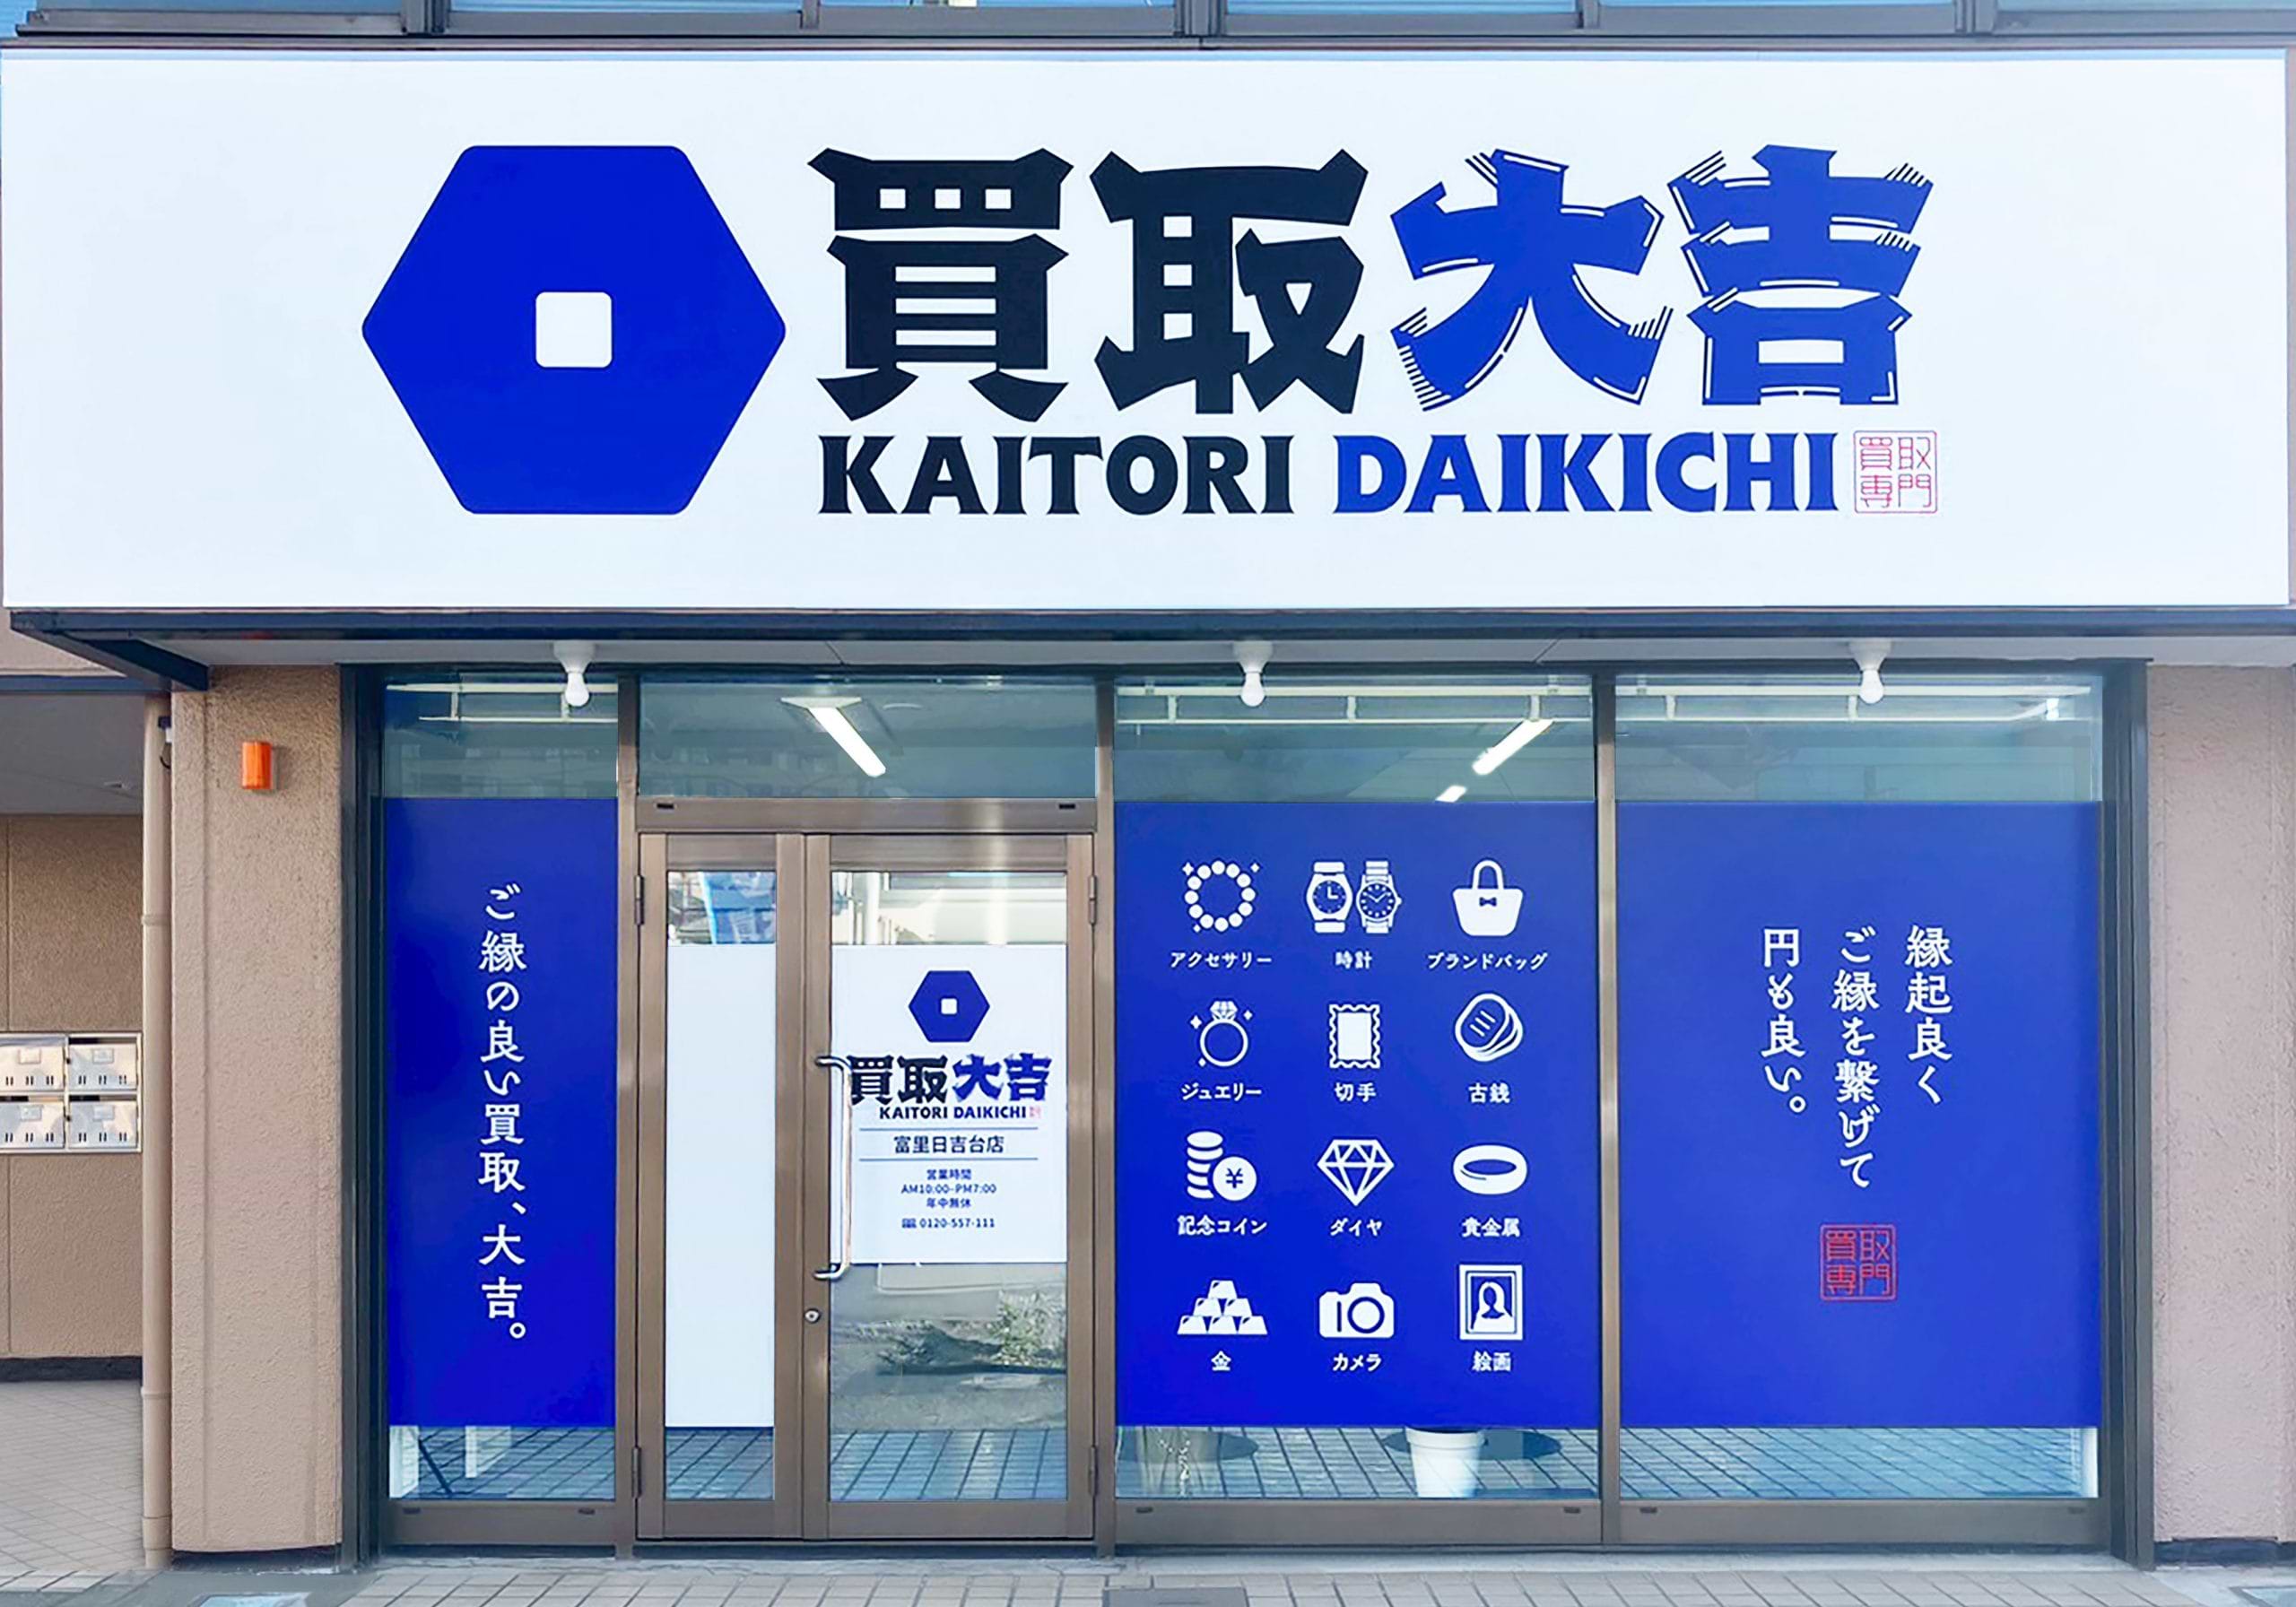 買取大吉
KAITORI DAIKICHI
買取
専門
ご縁の良い買取、大吉。
買取大吉
KAITORI DAIKICHI
富里日吉台店
営業時間
AM10:00-PM7:00
年中無休
0120-557-111
アクセサリー
時計
ブランドバッグ
ジュエリー
切手
古銭
記念コイン
ダイヤ
貴金属
金
カメラ
絵画
縁起良く
ご縁を繋げて
円も良い。
買取
専門